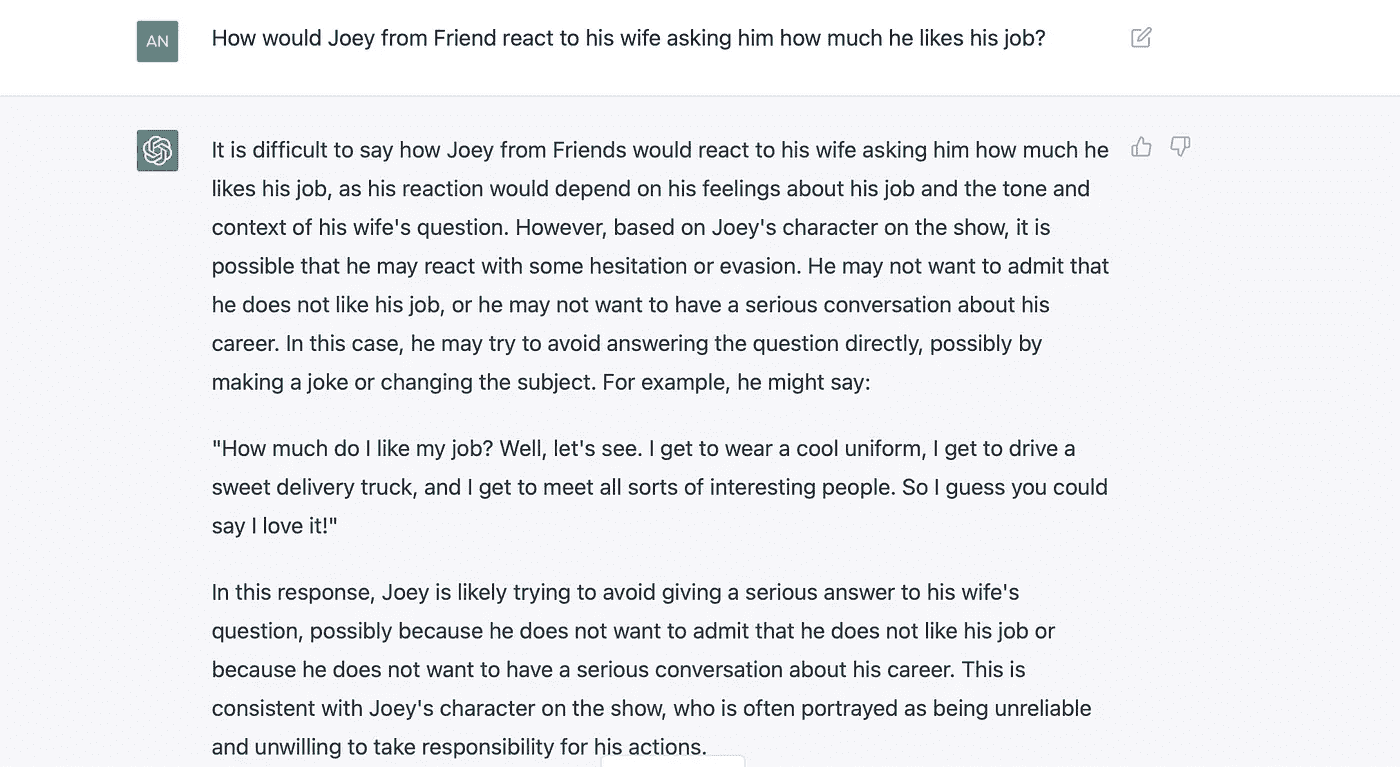 AN
How would Joey from Friend react to his wife asking him how much he likes his job?
It is difficult to say how Joey from Friends would react to his wife asking him how much he
likes his job, as his reaction would depend on his feelings about his job and the tone and
context of his wife's question. However, based on Joey's character on the show, it is
possible that he may react with some hesitation or evasion. He may not want to admit that
he does not like his job, or he may not want to have a serious conversation about his
career. In this case, he may try to avoid answering the question directly, possibly by
making a joke or changing the subject. For example, he might say:
"How much do I like my job? Well, let's see. I get to wear a cool uniform, I get to drive a
sweet delivery truck, and I get to meet all sorts of interesting people. So I guess you could
say I love it!"
In this response, Joey is likely trying to avoid giving a serious answer to his wife's
question, possibly because he does not want to admit that he does not like his job or
because he does not want to have a serious conversation about his career. This is
consistent with Joey's character on the show, who is often portrayed as being unreliable
and unwilling to take responsibility for his actions.